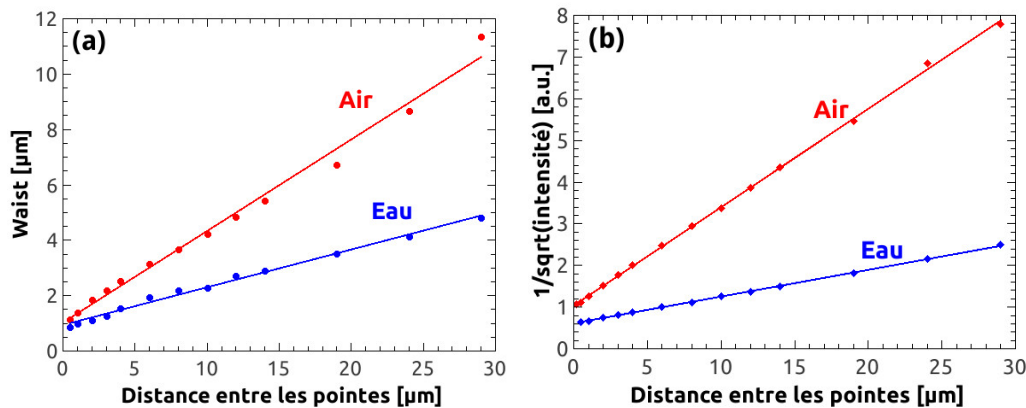 (a)
Waist [µm]
12
10
8
6
4
2
0
Air
Eau
0 5 10 15 20 25 30
Distance entre les pointes [µm]
(b)
1/sqrt(intensité) [a.u.]
8
7
6
5
4
3
2
1
0
Air
Eau
0 5 10 15 20 25 30
Distance entre les pointes [µm]